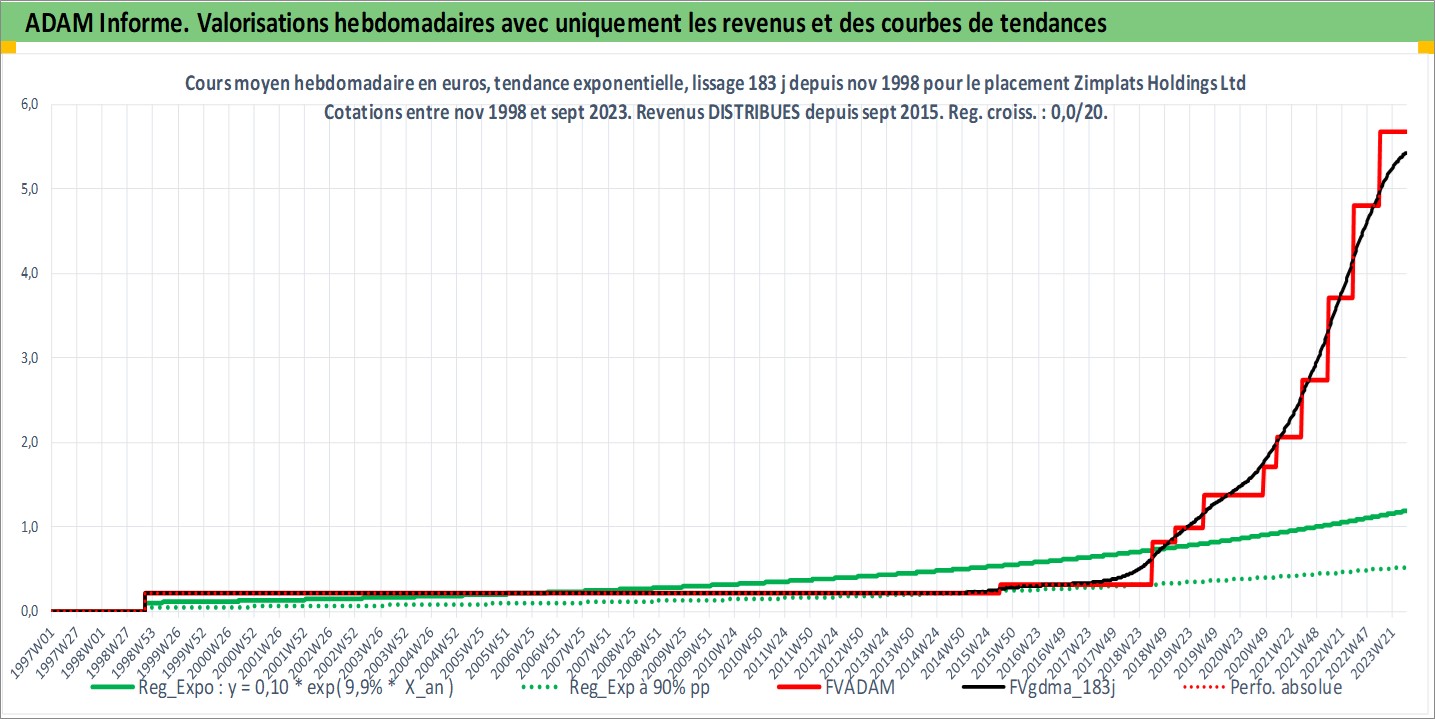 ADAM Informe. Valorisations hebdomadaires avec uniquement les revenus et des courbes de tendances
Cours moyen hebdomadaire en euros, tendance exponentielle, lissage 183 j depuis nov 1998 pour le placement Zimplats Holdings Ltd
Cotations entre nov 1998 et sept 2023. Revenus DISTRIBUES depuis sept 2015. Reg. croiss. : 0,0/20.
6,0
5,0
4,0
3,0
2,0
1,0
0,0
1997W01 1997W27 1998W01 1998W27 1998W53 1999W26 1999W52 2000W26 2000W52 2001W26 2001W52 2002W26 2002W52 2003W26 2003W52 2004W26 2004W52 2005W25 2005W51 2006W25 2006W51 2007W25 2007W51 2008W25 2008W51 2009W25 2009W51 2010W24 2010W50 2011W24 2011W50 2012W24 2012W50 2013W24 2013W50 2014W24 2014W50 2015W24 2015W50 2016W23 2016W49 2017W23 2017W49 2018W23 2018W49 2019W23 2019W49 2020W23 2020W49 2021W22 2021W48 2022W21 2022W47 2023W21
Reg_Expo : y = 0,10 * exp( 9,9% * X_an ) Reg_Exp à 90% pp FVADAM FVgdma_183j Perfo. absolue